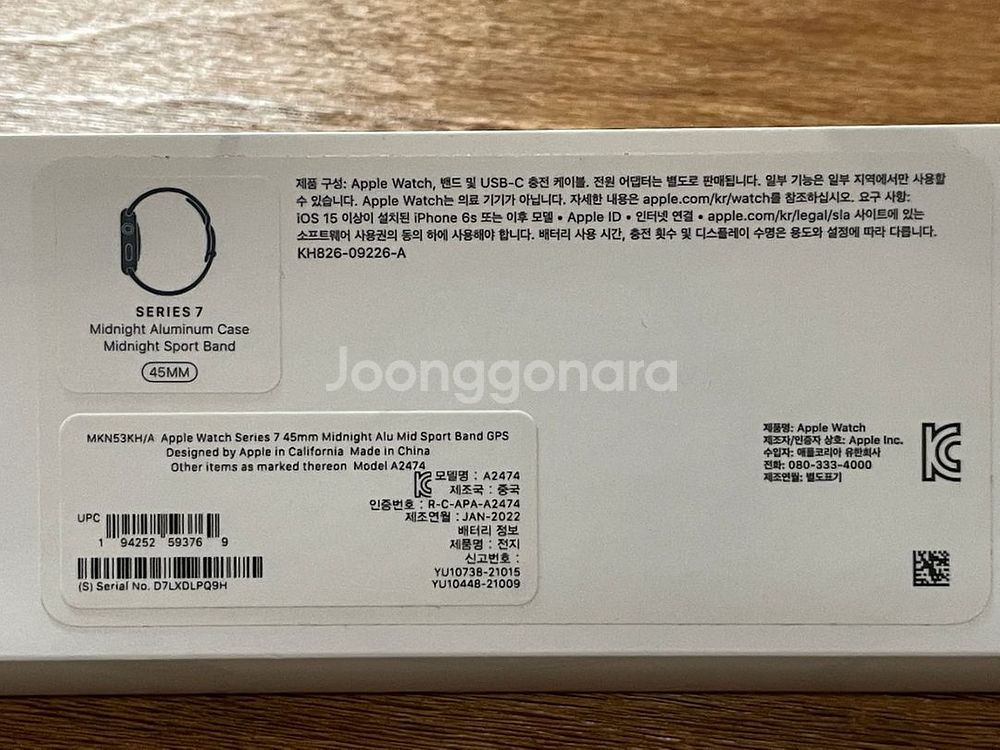 제품 구성: Apple Watch, 밴드 및 USB-C 충전 케이블. 전원 어댑터는 별도로 판매됩니다. 일부 기능은 일부 지역에서만 사용할
수 있습니다. Apple Watch는 의료 기기가 아닙니다. 자세한 내용은 apple.com/kr/watch를 참조하십시오. 요구 사항:
iOS 15 이상이 설치된 iPhone 6s 또는 이후 모델 • Apple ID • 인터넷 연결 • apple.com/kr/legal/sla 사이트에 있는
소프트웨어 사용권의 동의 하에 사용해야 합니다. 배터리 사용 시간, 충전 횟수 및 디스플레이 수명은 용도와 설정에 따라 다릅니다.
KH826-09226-A
SERIES 7
Midnight Aluminum Case
Midnight Sport Band
45MM
Joonggonara
MKN53KH/A Apple Watch Series 7 45mm Midnight Alu Mid Sport Band GPS
Designed by Apple in California Made in China
Other items as marked thereon Model A2474
모델명 : A2474
제조국 : 중국
인증번호 : R-C-APA-A2474
제조연월 : JAN-2022
배터리 정보
제품명 : 전지
신고번호 :
YU10738-21015
YU10448-21009
UPC
1 94252 59376 9
(S) Serial No. D7LXDLPQ9H
제품명: Apple Watch
제조자/인증자 상호: Apple Inc.
수입자: 애플코리아 유한회사
전화: 080-333-4000
제조연월: 별도표기